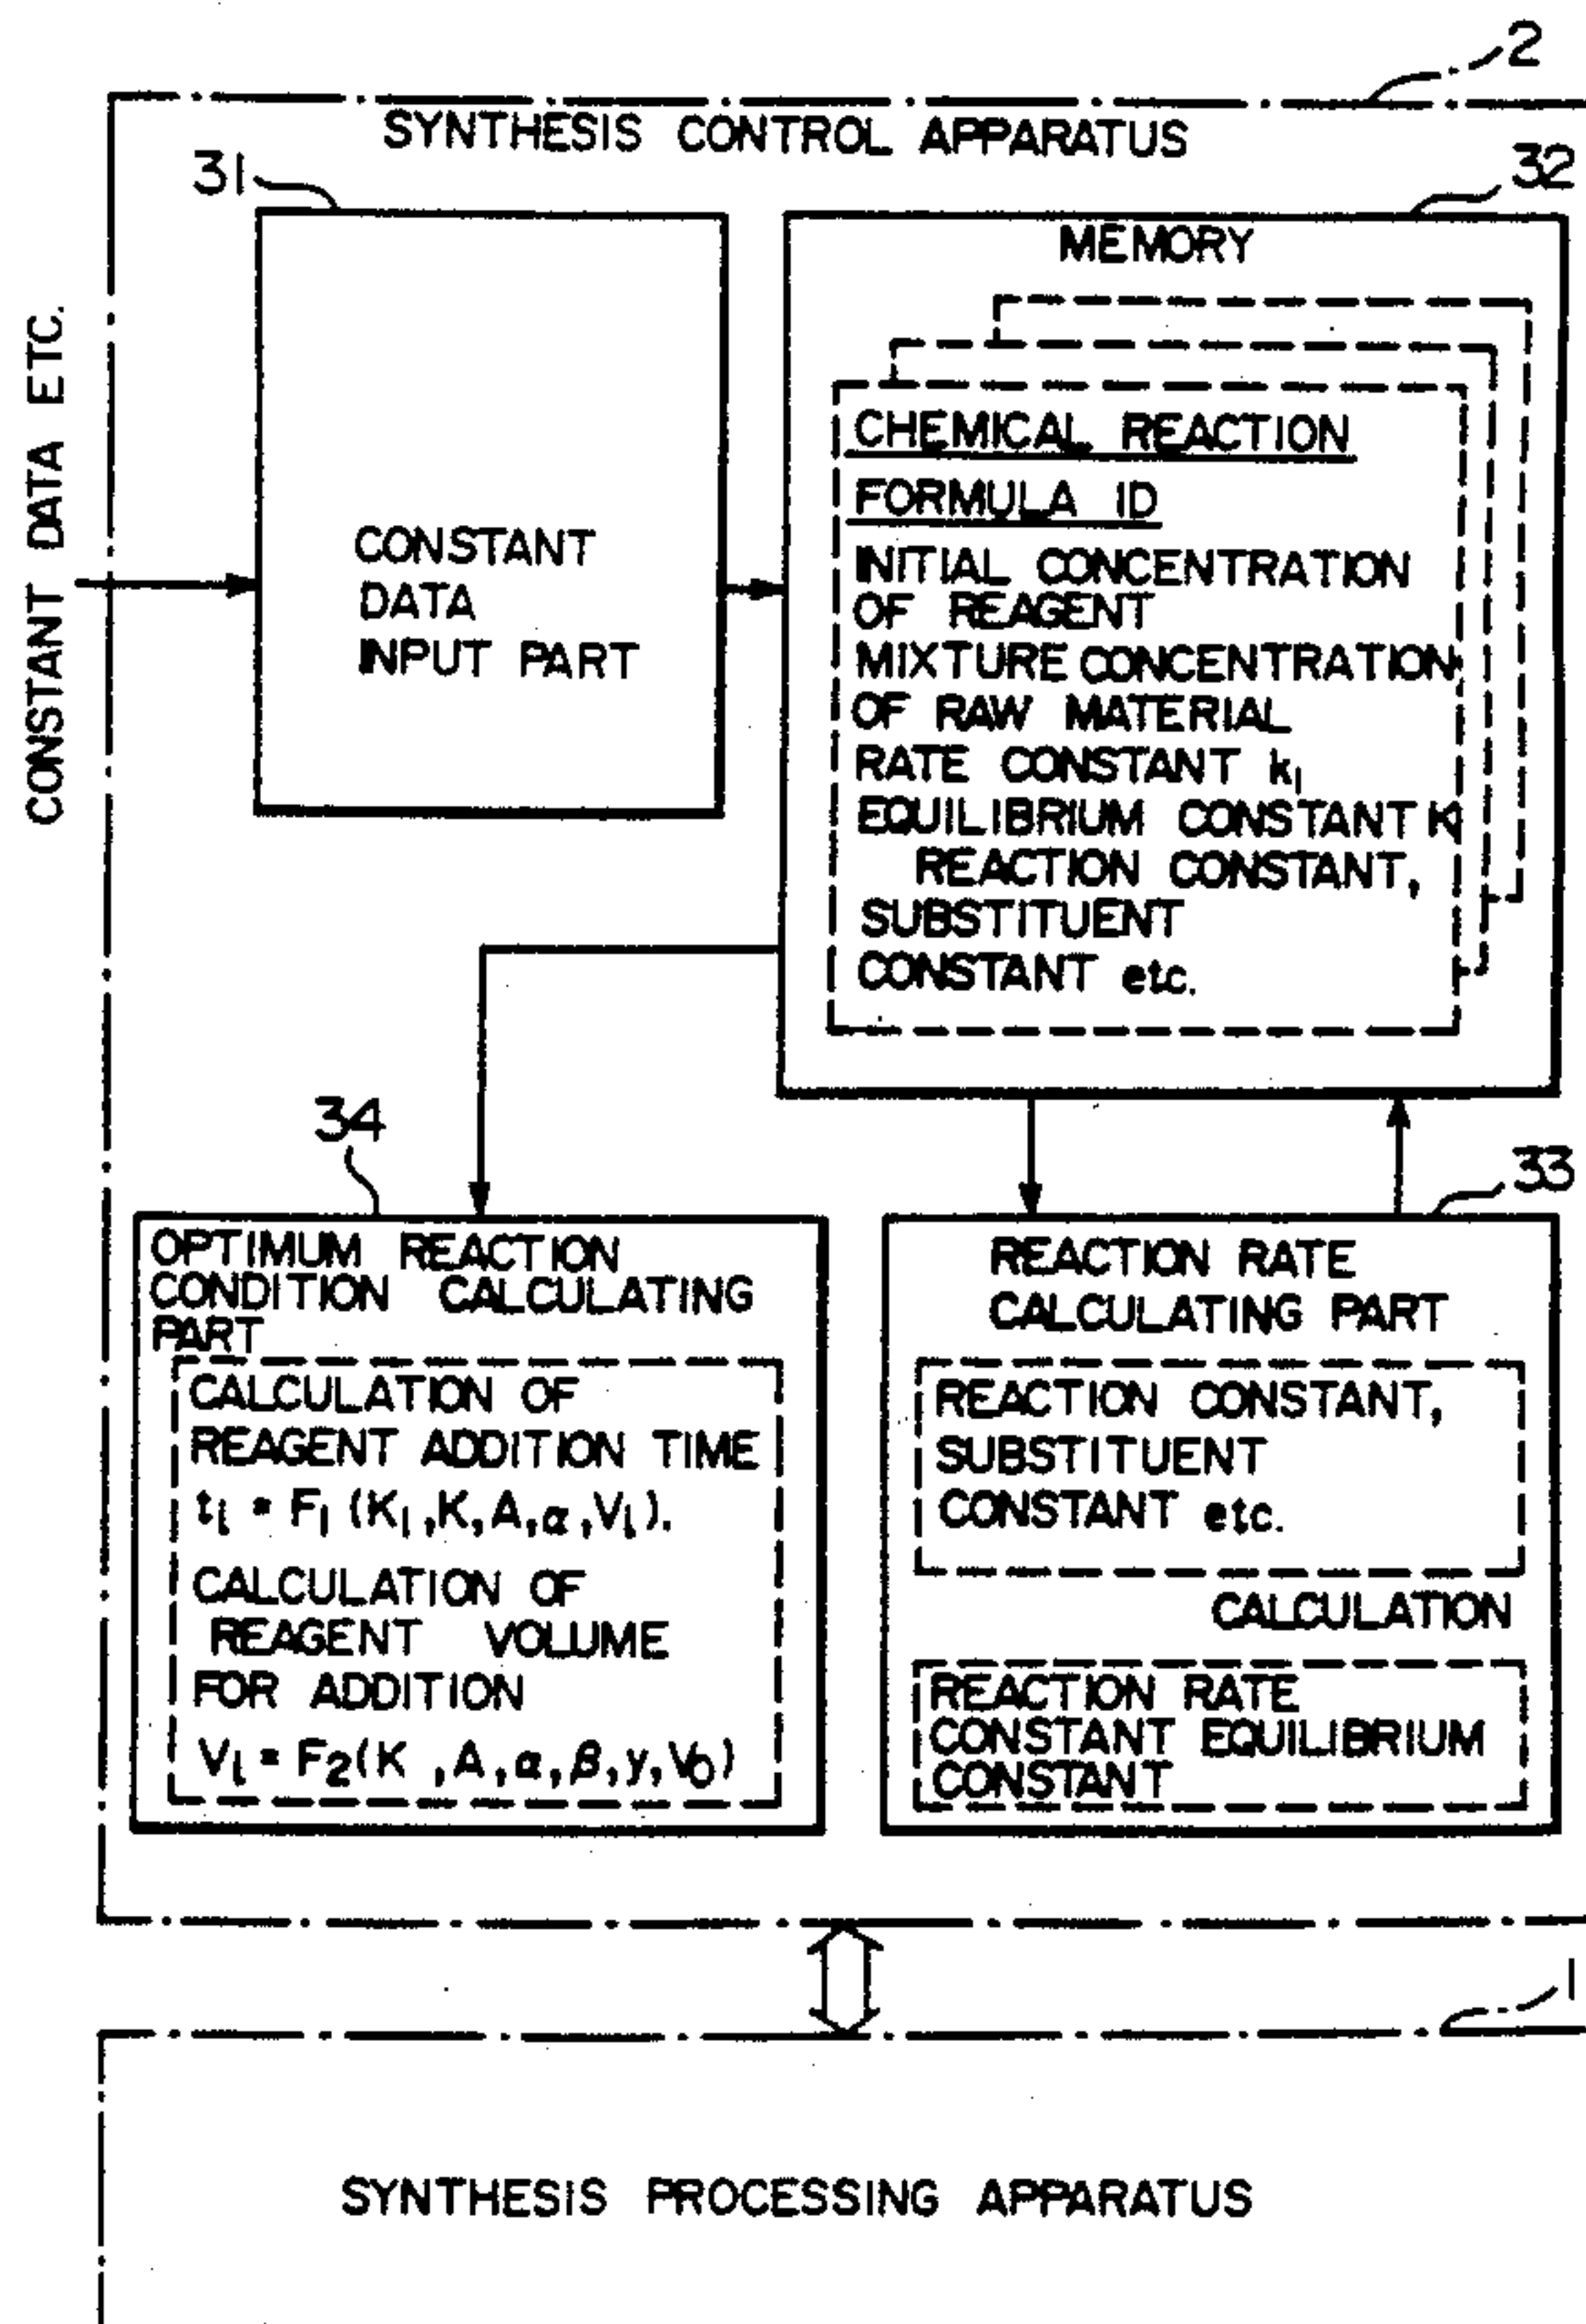 2
SYNTHESIS CONTROL APPARATUS
31
32
CONSTANT DATA ETC.
CONSTANT
DATA
INPUT PART
MEMORY
CHEMICAL REACTION
FORMULA ID
INITIAL CONCENTRATION
OF REAGENT
MIXTURE CONCENTRATION
OF RAW MATERIAL
RATE CONSTANT k₁
EQUILIBRIUM CONSTANT K
REACTION CONSTANT,
SUBSTITUENT
CONSTANT etc.
34
33
OPTIMUM REACTION
CONDITION CALCULATING
PART
CALCULATION OF
REAGENT ADDITION TIME
tᵢ = F₁ (K₁,K,A,α,Vᵢ).
CALCULATION OF
REAGENT VOLUME
FOR ADDITION
Vᵢ = F₂(K ,A,α,β,y,V₀)
REACTION RATE
CALCULATING PART
REACTION CONSTANT,
SUBSTITUENT
CONSTANT etc.
CALCULATION
REACTION RATE
CONSTANT EQUILIBRIUM
CONSTANT
1
SYNTHESIS PROCESSING APPARATUS